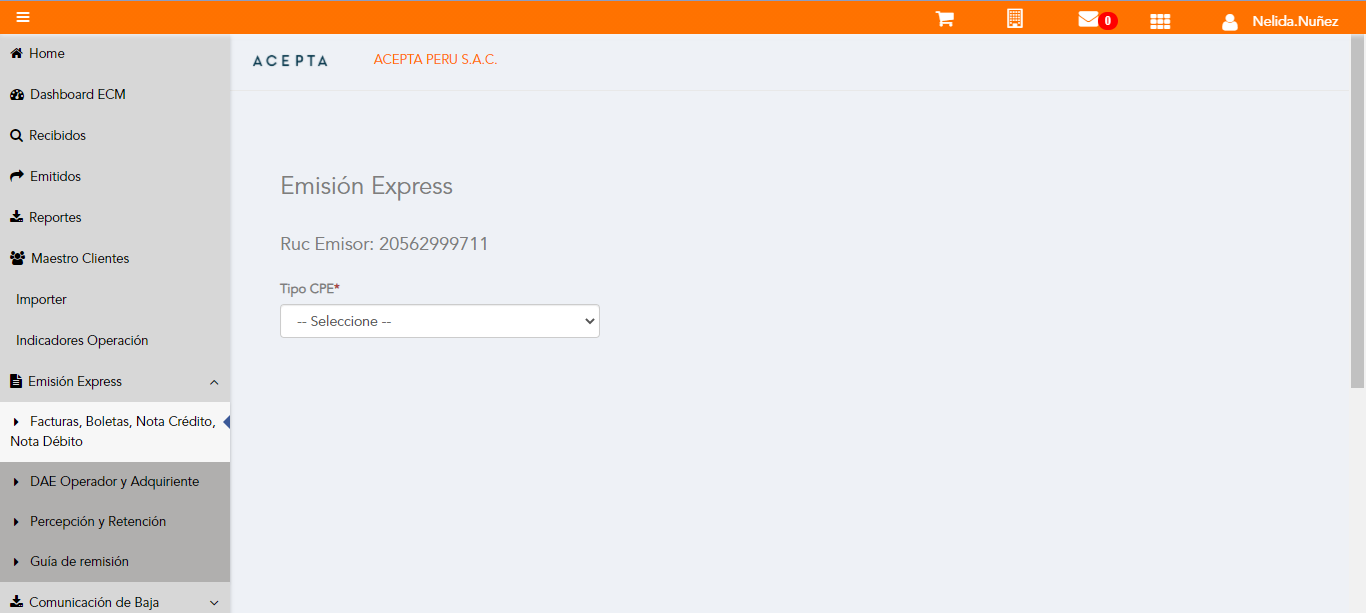 0
Nelida.Nuñez
Home
Dashboard ECM
Recibidos
Emitidos
Reportes
Maestro Clientes
Importer
Indicadores Operación
Emisión Express
Facturas, Boletas, Nota Crédito,
Nota Débito
DAE Operador y Adquiriente
Percepción y Retención
Guía de remisión
Comunicación de Baja
ACEPTA
ACEPTA PERU S.A.C.
Emisión Express
Ruc Emisor: 20562999711
Tipo CPE*
-- Seleccione --